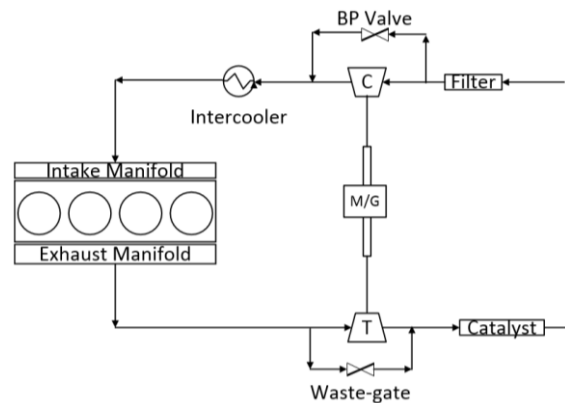 BP Valve
C
Filter
Intercooler
Intake Manifold
M/G
Exhaust Manifold
T
Catalyst
Waste-gate